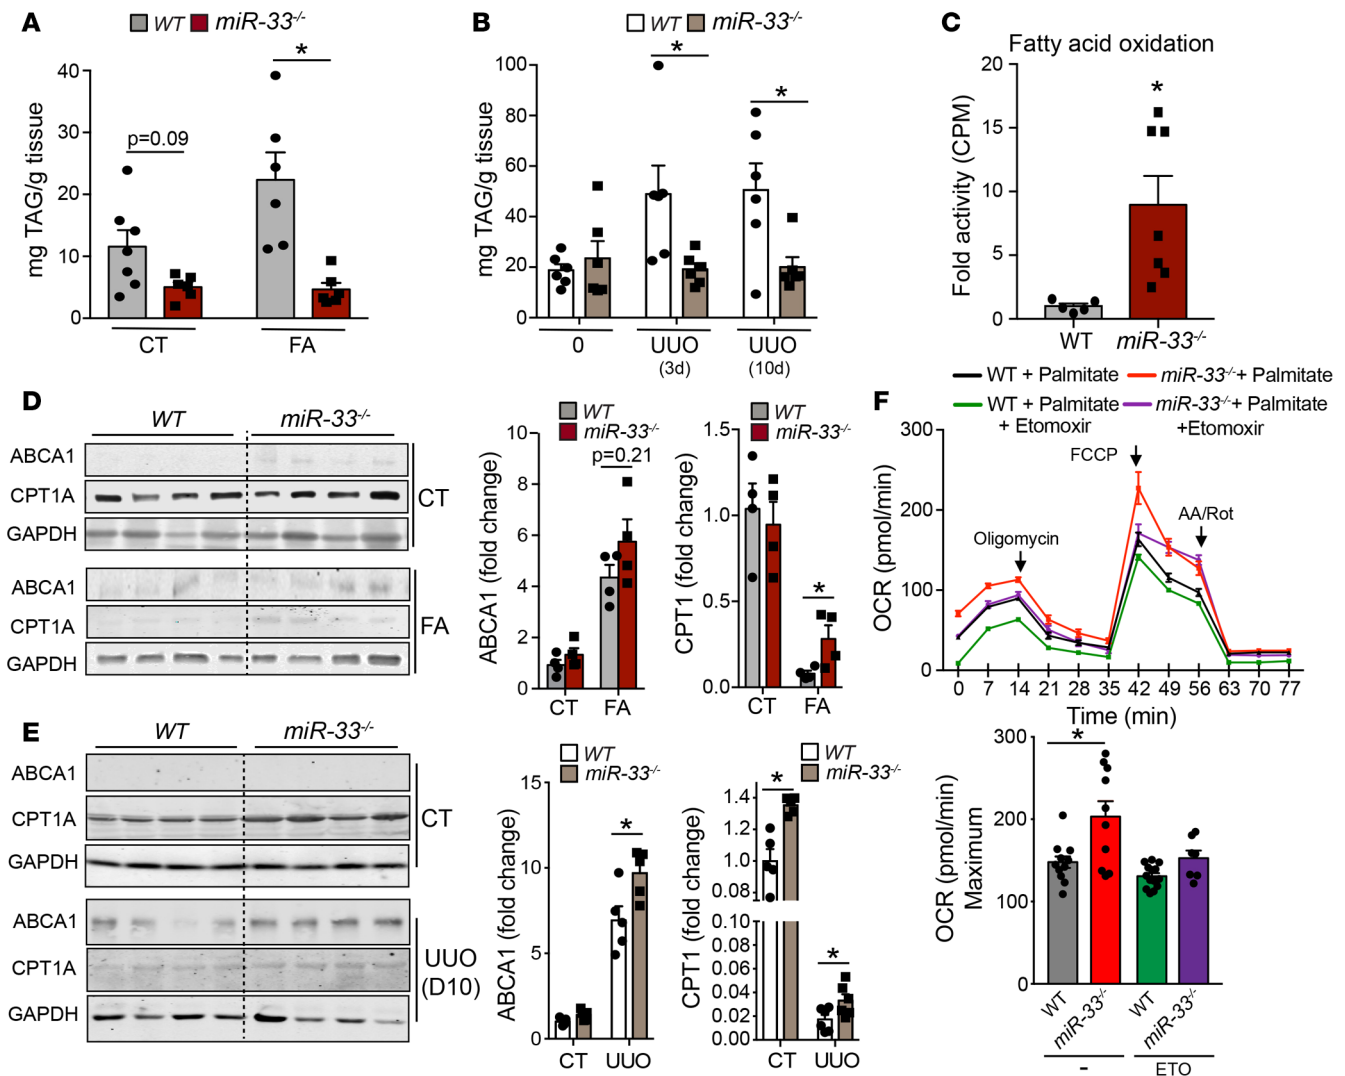 A
WT miR-33-/-
mg TAG/g tissue
40
30
20
10
0
p=0.09
*
CT
FA
B
WT miR-33-/-
mg TAG/g tissue
100
80
60
40
20
0
*
*
0
UUO
(3d)
UUO
(10d)
C
Fatty acid oxidation
Fold activity (CPM)
20
15
10
5
0
*
WT
miR-33-/-
D
WT
miR-33-/-
ABCA1
CPT1A
GAPDH
CT
ABCA1
CPT1A
GAPDH
FA
WT
miR-33-/-
ABCA1 (fold change)
10
8
6
4
2
0
p=0.21
CT
FA
WT
miR-33-/-
CPT1 (fold change)
1.5
1.0
0.5
0.0
*
CT
FA
E
WT
miR-33-/-
ABCA1
CPT1A
GAPDH
CT
ABCA1
CPT1A
GAPDH
UUO
(D10)
WT
miR-33-/-
ABCA1 (fold change)
15
10
5
0
*
CT
UUO
WT
miR-33-/-
CPT1 (fold change)
1.4
1.2
1.0
0.08
0.10
0.08
0.06
0.04
0.02
0.00
*
*
CT
UUO
F
WT + Palmitate
miR-33-/-+ Palmitate
WT + Palmitate
+ Etomoxir
miR-33-/-+ Palmitate
+Etomoxir
OCR (pmol/min)
300
200
100
0
Oligomycin
FCCP
AA/Rot
0 7 14 21 28 35 42 49 56 63 70 77
Time (min)
OCR (pmol/min)
Maximum
300
200
100
0
*
WT
miR-33-/-
WT
miR-33-/-
-
ETO